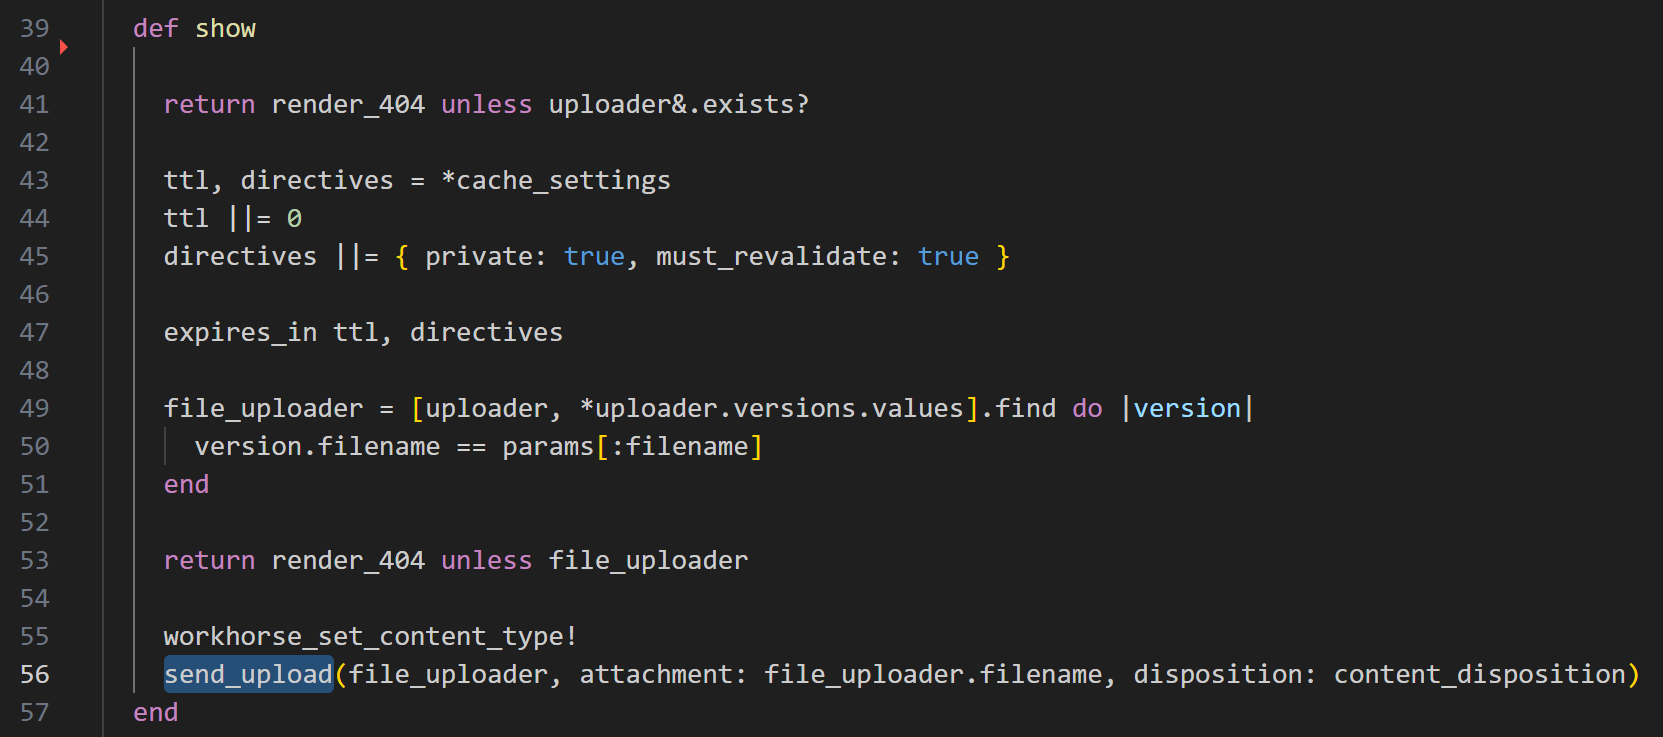 39 def show
40
41 return render_404 unless uploader&.exists?
42
43 ttl, directives = *cache_settings
44 ttl ||= 0
45 directives ||= { private: true, must_revalidate: true }
46
47 expires_in ttl, directives
48
49 file_uploader = [uploader, *uploader.versions.values].find do |version|
50 version.filename == params[:filename]
51 end
52
53 return render_404 unless file_uploader
54
55 workhorse_set_content_type!
56 send_upload(file_uploader, attachment: file_uploader.filename, disposition: content_disposition)
57 end